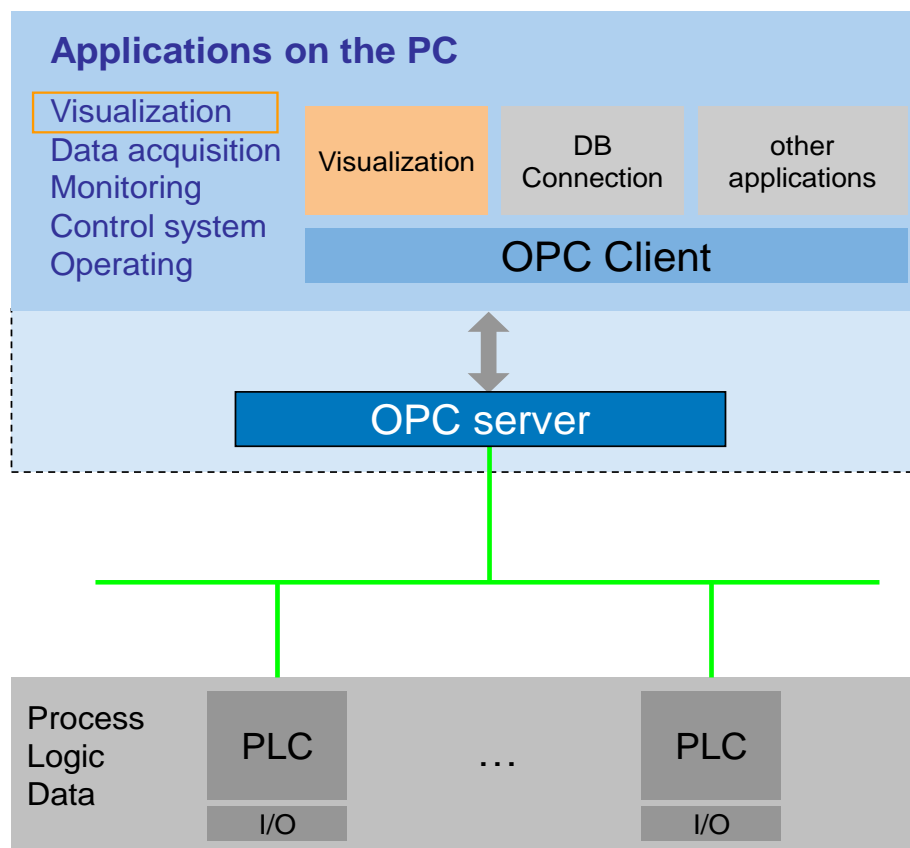 Applications on the PC
Visualization
Data acquisition
Monitoring
Control system
Operating
Visualization
DB
Connection
other
applications
OPC Client
OPC server
Process
Logic
Data
PLC
I/O
...
PLC
I/O